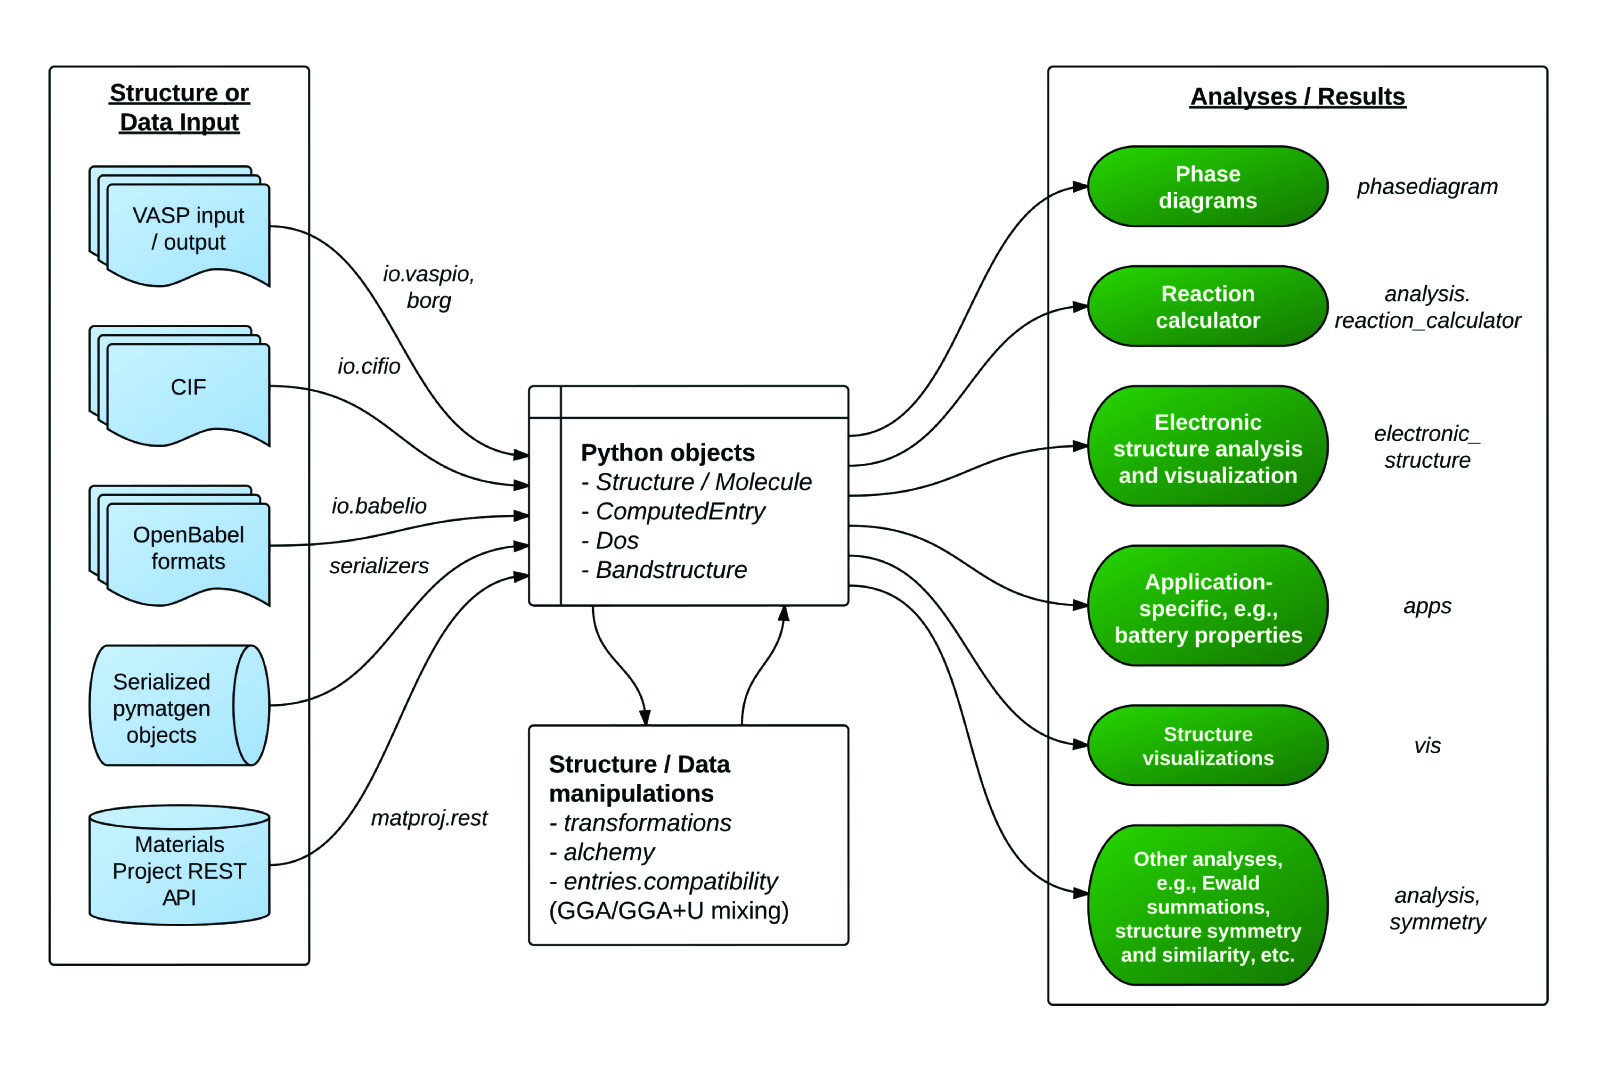 Structure or
Data Input
VASP input
/ output
CIF
OpenBabel
formats
Serialized
pymatgen
objects
Materials
Project REST
API
io.vaspio,
borg
io.cifio
io.babelio
serializers
matproj.rest
Python objects
- Structure / Molecule
- ComputedEntry
- Dos
- Bandstructure
Structure / Data
manipulations
- transformations
- alchemy
- entries.compatibility
(GGA/GGA+U mixing)
Analyses / Results
Phase
diagrams
phasediagram
Reaction
calculator
analysis.
reaction_calculator
Electronic
structure analysis
and visualization
electronic_
structure
Application-
specific, e.g.,
battery properties
apps
Structure
visualizations
vis
Other analyses,
e.g., Ewald
summations,
structure symmetry
and similarity, etc.
analysis,
symmetry